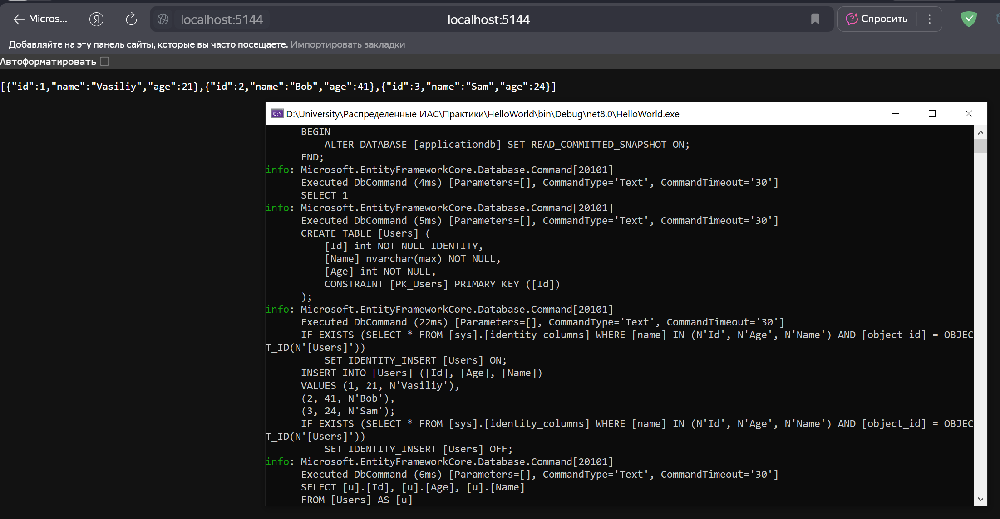 Micros...
localhost:5144
localhost:5144
Спросить
Добавляйте на эту панель сайты, которые вы часто посещаете. Импортировать закладки
Автоформатировать
[{"id":1,"name":"Vasiliy","age":21},{"id":2,"name":"Bob","age":41},{"id":3,"name":"Sam","age":24}]
D:\University\Распределенные ИАС\Практики\HelloWorld\bin\Debug\net8.0\HelloWorld.exe
BEGIN
ALTER DATABASE [applicationdb] SET READ_COMMITTED_SNAPSHOT ON;
END;
info: Microsoft.EntityFrameworkCore.Database.Command[20101]
Executed DbCommand (4ms) [Parameters=[], CommandType='Text', CommandTimeout='30']
SELECT 1
info: Microsoft.EntityFrameworkCore.Database.Command[20101]
Executed DbCommand (5ms) [Parameters=[], CommandType='Text', CommandTimeout='30']
CREATE TABLE [Users] (
[Id] int NOT NULL IDENTITY,
[Name] nvarchar(max) NOT NULL,
[Age] int NOT NULL,
CONSTRAINT [PK_Users] PRIMARY KEY ([Id])
);
info: Microsoft.EntityFrameworkCore.Database.Command[20101]
Executed DbCommand (22ms) [Parameters=[], CommandType='Text', CommandTimeout='30']
IF EXISTS (SELECT * FROM [sys].[identity_columns] WHERE [name] IN (N'Id', N'Age', N'Name') AND [object_id] = OBJEC
T_ID(N'[Users]'))
SET IDENTITY_INSERT [Users] ON;
INSERT INTO [Users] ([Id], [Age], [Name])
VALUES (1, 21, N'Vasiliy'),
(2, 41, N'Bob'),
(3, 24, N'Sam');
IF EXISTS (SELECT * FROM [sys].[identity_columns] WHERE [name] IN (N'Id', N'Age', N'Name') AND [object_id] = OBJEC
T_ID(N'[Users]'))
SET IDENTITY_INSERT [Users] OFF;
info: Microsoft.EntityFrameworkCore.Database.Command[20101]
Executed DbCommand (6ms) [Parameters=[], CommandType='Text', CommandTimeout='30']
SELECT [u].[Id], [u].[Age], [u].[Name]
FROM [Users] AS [u]